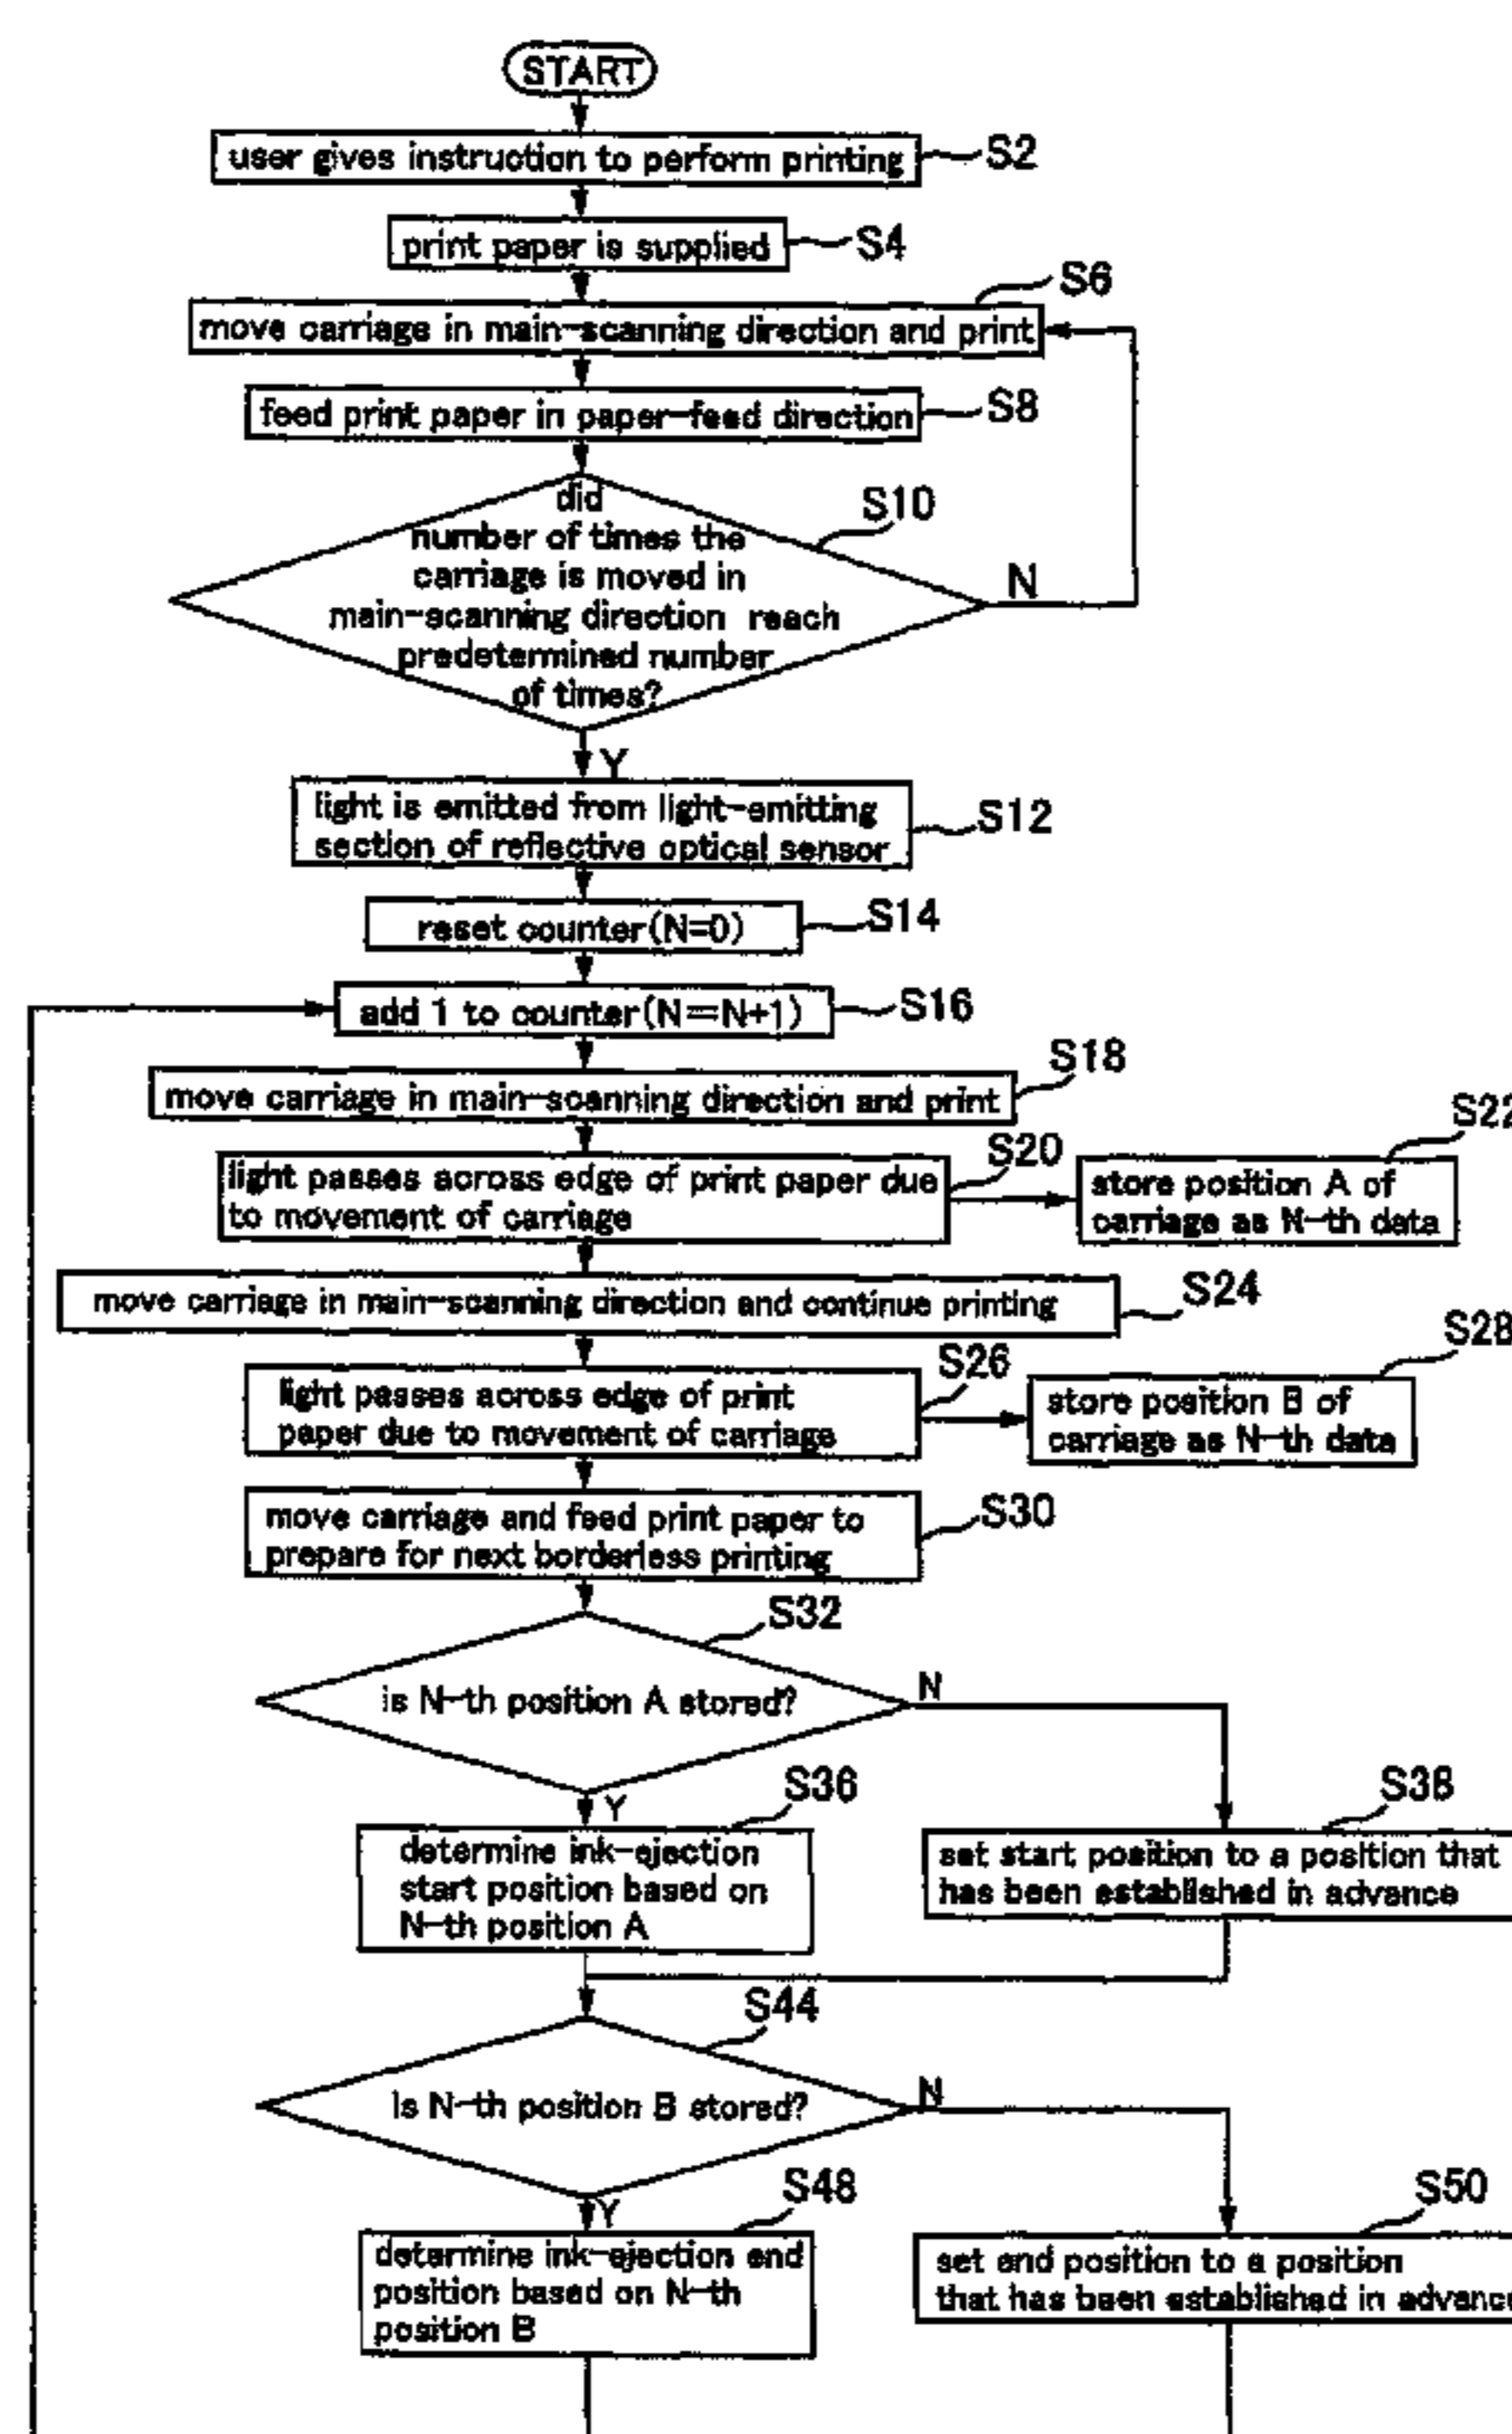 START
user gives instruction to perform printing
S2
print paper is supplied
S4
S6
move carriage in main-scanning direction and print
feed print paper in paper-feed direction
S8
did
number of times the
carriage is moved in
main-scanning direction reach
predetermined number
of times?
S10
N
Y
light is emitted from light-emitting
section of reflective optical sensor
S12
reset counter(N=0)
S14
add 1 to counter(N=N+1)
S16
S18
move carriage in main-scanning direction and print
S20
light passes across edge of print paper due
to movement of carriage
S22
store position A of
carriage as N-th data
move carriage in main-scanning direction and continue printing
S24
S26
light passes across edge of print
paper due to movement of carriage
S28
store position B of
carriage as N-th data
move carriage and feed print paper to
prepare for next borderless printing
S30
S32
is N-th position A stored?
N
Y
S36
determine ink-ejection
start position based on
N-th position A
S38
set start position to a position that
has been established in advance
S44
Is N-th position B stored?
N
Y
S48
determine ink-ejection end
position based on N-th
position B
S50
set end position to a position
that has been established in advance